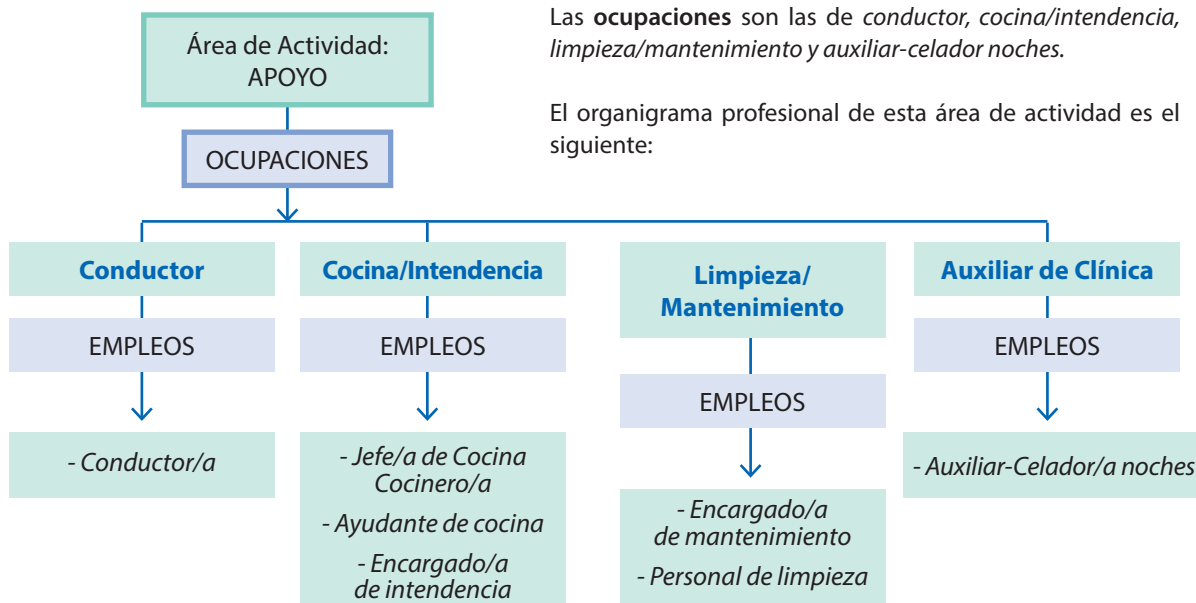 Las ocupaciones son las de conductor, cocina/intendencia,
limpieza/mantenimiento y auxiliar-celador noches.
El organigrama profesional de esta área de actividad es el
siguiente:
Área de Actividad:
APOYO
OCUPACIONES
Conductor
EMPLEOS
- Conductor/a
Cocina/Intendencia
EMPLEOS
- Jefe/a de Cocina
Cocinero/a
- Ayudante de cocina
- Encargado/a
de intendencia
Limpieza/
Mantenimiento
EMPLEOS
- Encargado/a
de mantenimiento
- Personal de limpieza
Auxiliar de Clínica
EMPLEOS
- Auxiliar-Celador/a noches